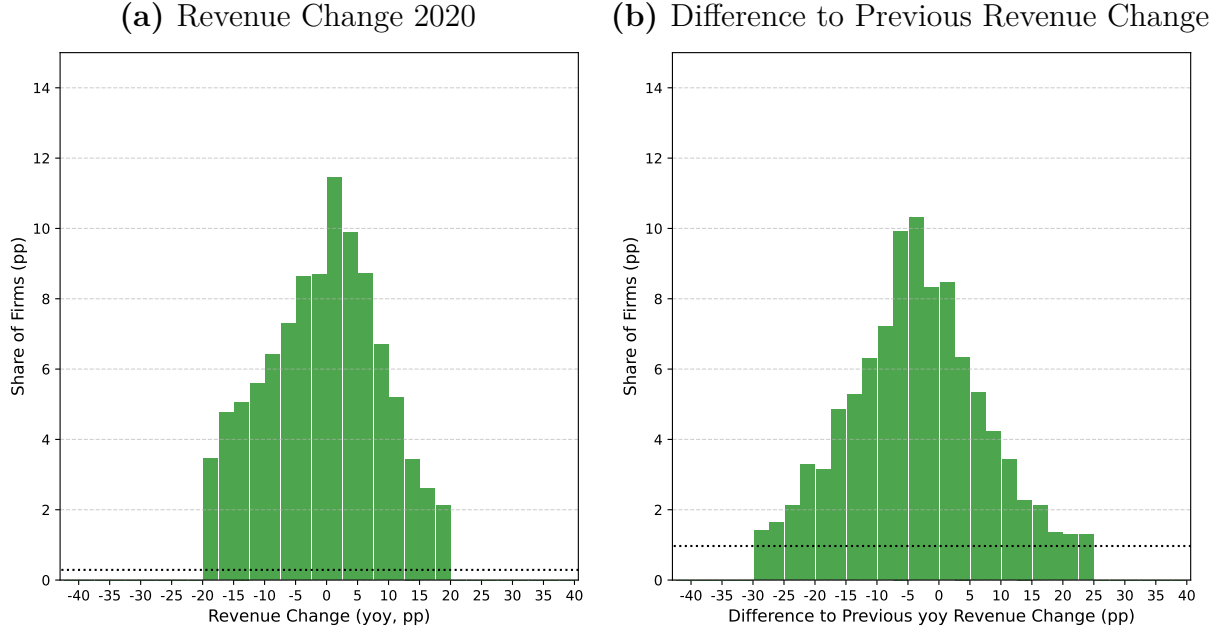 (a) Revenue Change 2020
14
12
10
8
6
4
2
0
Share of Firms (pp)
-40 -35 -30 -25 -20 -15 -10 -5 0 5 10 15 20 25 30 35 40
Revenue Change (yoy, pp)
(b) Difference to Previous Revenue Change
14
12
10
8
6
4
2
0
Share of Firms (pp)
-40 -35 -30 -25 -20 -15 -10 -5 0 5 10 15 20 25 30 35 40
Difference to Previous yoy Revenue Change (pp)